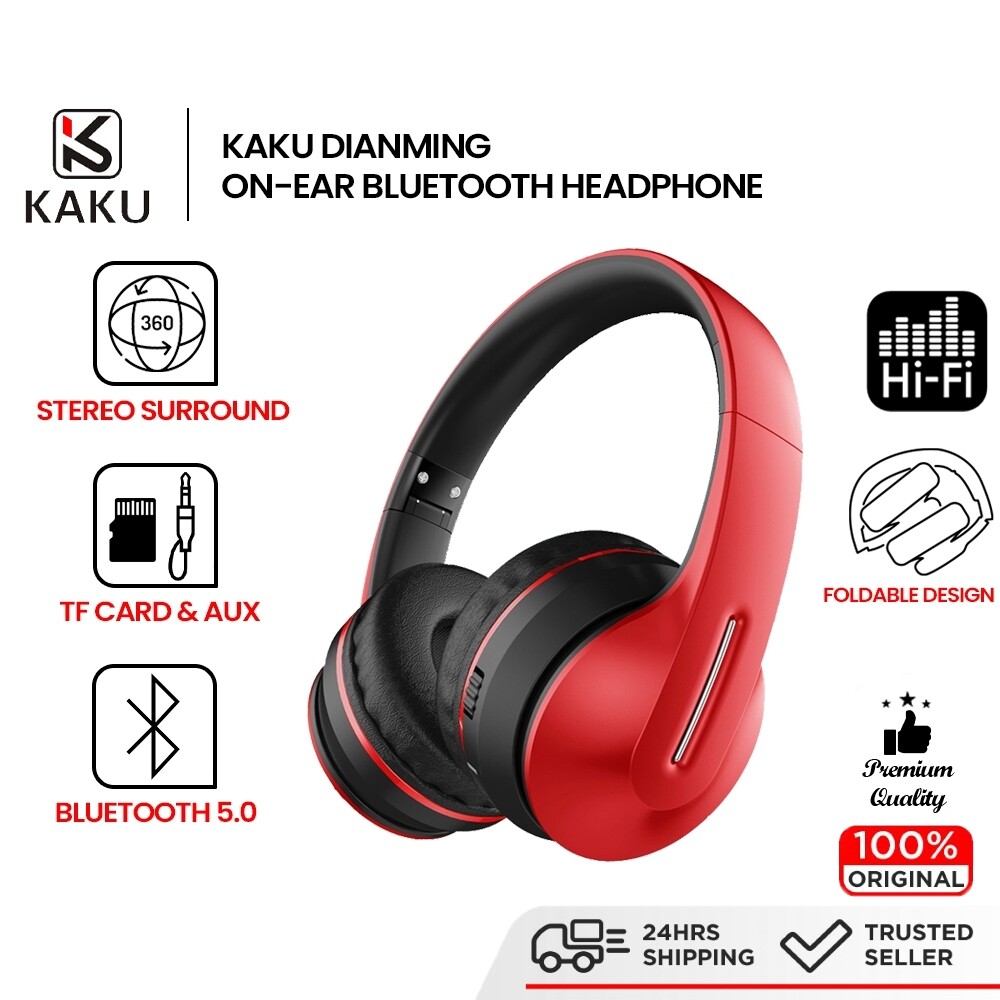 KAKU
KAKU DIANMING
ON-EAR BLUETOOTH HEADPHONE
360
STEREO SURROUND
Hi-Fi
TF CARD & AUX
FOLDABLE DESIGN
BLUETOOTH 5.0
Premium
Quality
100%
ORIGINAL
24HRS
SHIPPING
TRUSTED
SELLER